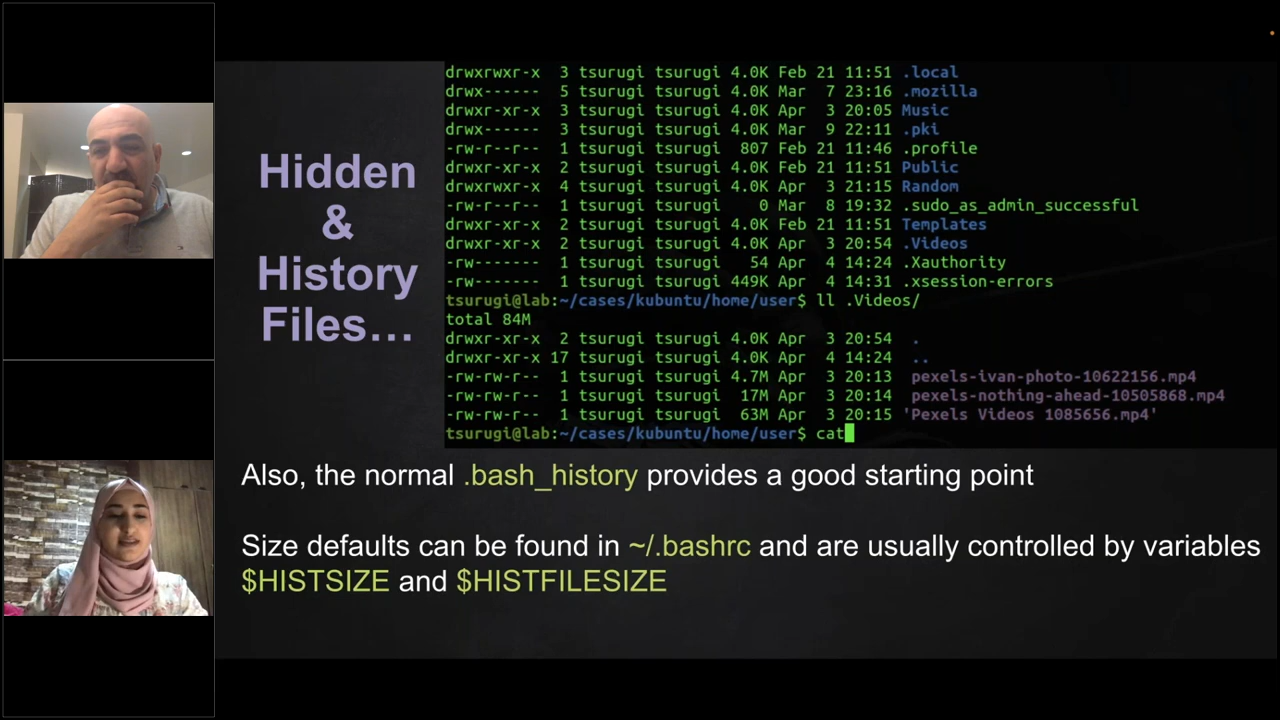 Hidden
&
History
Files…
drwxrwxr-x 3 tsurugi tsurugi 4.0K Feb 21 11:51 .local
drwx------ 5 tsurugi tsurugi 4.0K Mar 7 23:16 .mozilla
drwxr-xr-x 3 tsurugi tsurugi 4.0K Apr 3 20:05 Music
drwx------ 3 tsurugi tsurugi 4.0K Mar 9 22:11 .pki
-rw-r--r-- 1 tsurugi tsurugi 807 Feb 21 11:46 .profile
drwxr-xr-x 2 tsurugi tsurugi 4.0K Feb 21 11:51 Public
drwxrwxr-x 4 tsurugi tsurugi 4.0K Apr 3 21:15 Random
-rw-r--r-- 1 tsurugi tsurugi 0 Mar 8 19:32 .sudo_as_admin_successful
drwxr-xr-x 2 tsurugi tsurugi 4.0K Feb 21 11:51 Templates
drwxr-xr-x 2 tsurugi tsurugi 4.0K Apr 3 20:54 .Videos
-rw------- 1 tsurugi tsurugi 54 Apr 4 14:24 .Xauthority
-rw------- 1 tsurugi tsurugi 449K Apr 4 14:31 .xsession-errors
tsurugi@lab:~/cases/kubuntu/home/user$ ll .Videos/
total 84M
drwxr-xr-x 2 tsurugi tsurugi 4.0K Apr 3 20:54 .
drwxr-xr-x 17 tsurugi tsurugi 4.0K Apr 4 14:24 ..
-rw-rw-r-- 1 tsurugi tsurugi 4.7M Apr 3 20:13 pexels-ivan-photo-10622156.mp4
-rw-rw-r-- 1 tsurugi tsurugi 17M Apr 3 20:14 pexels-nothing-ahead-10505868.mp4
-rw-rw-r-- 1 tsurugi tsurugi 63M Apr 3 20:15 'Pexels Videos 1085656.mp4'
tsurugi@lab:~/cases/kubuntu/home/user$ cat
Also, the normal .bash_history provides a good starting point
Size defaults can be found in ~/.bashrc and are usually controlled by variables
$HISTSIZE and $HISTFILESIZE